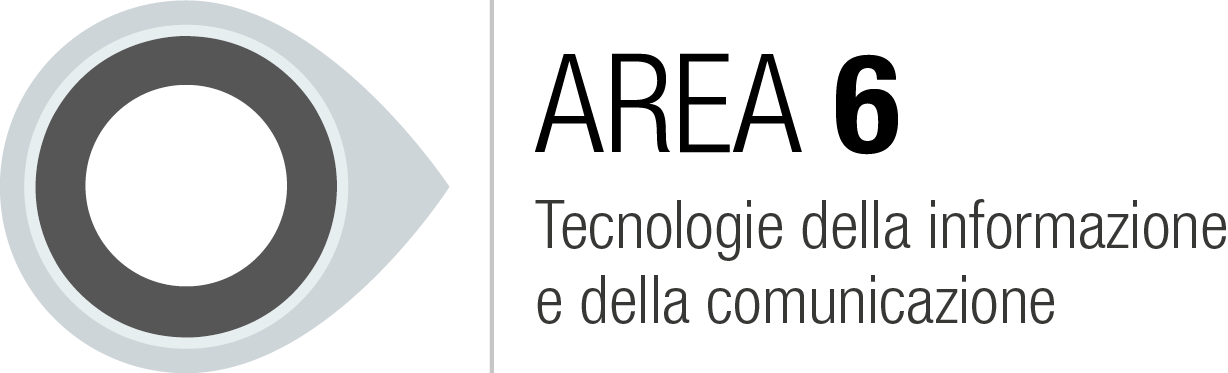 AREA 6
Tecnologie della informazione
e della comunicazione